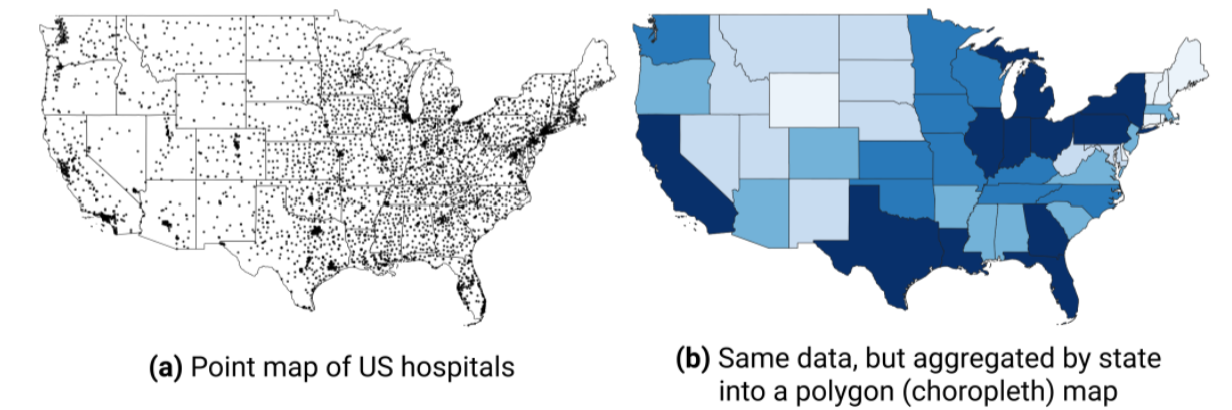 (a) Point map of US hospitals
(b) Same data, but aggregated by state
into a polygon (choropleth) map